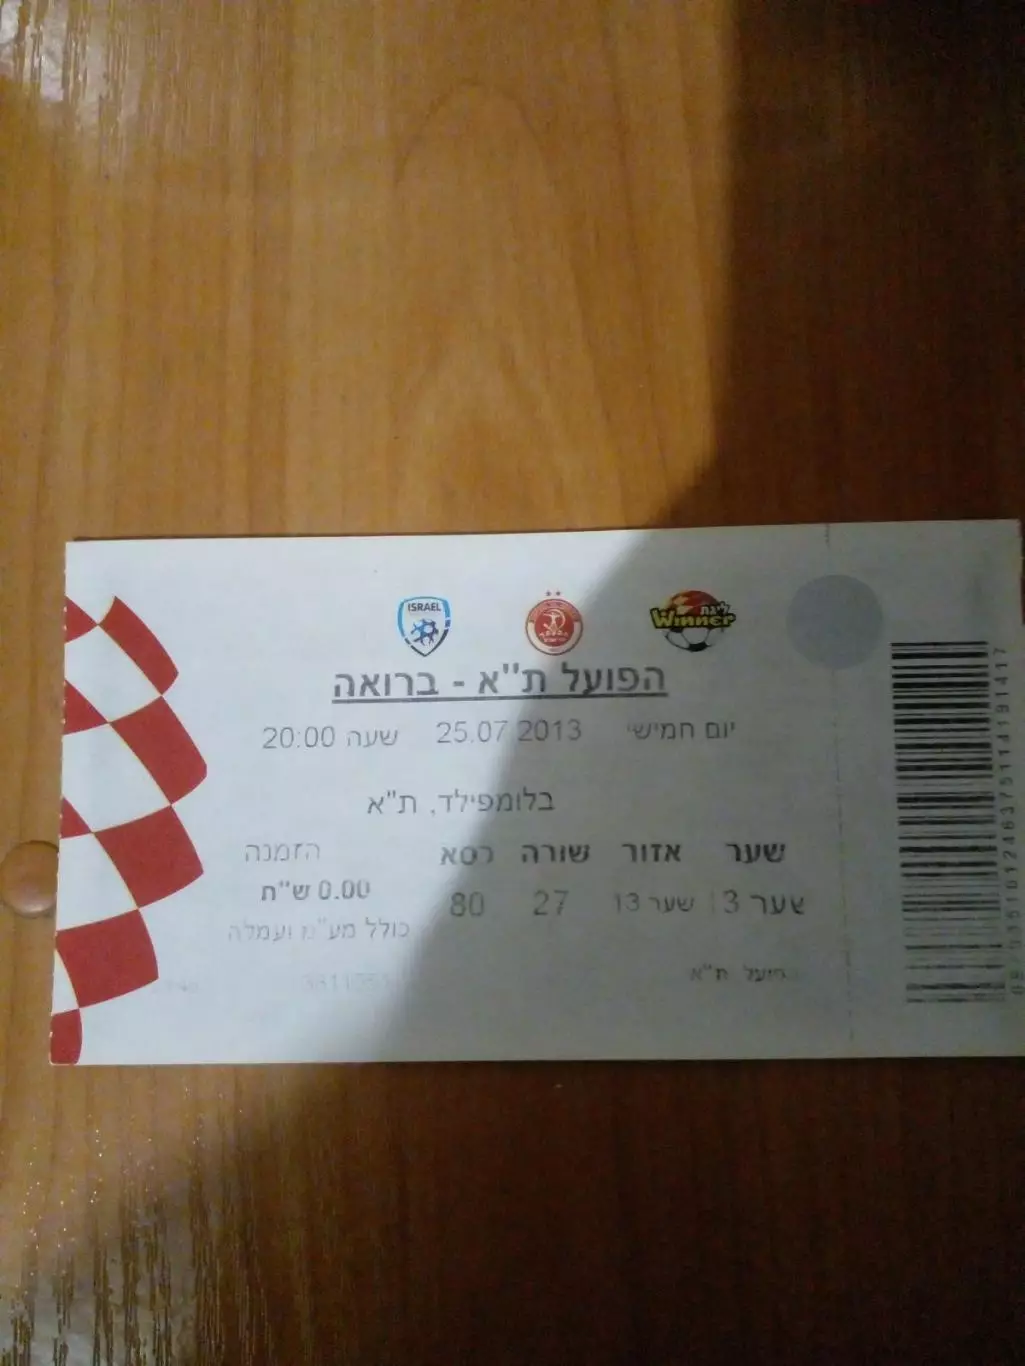 ISRAEL
ליגת
Winner
הפועל ת"א - ברואה
יום חמישי 25.07.2013 שעה 20:00
בלומפילד, ת"א
שער אזור שורה כסא הזמנה
שער 3 שער 13 27 80 0.00 ש"ח
כולל מע"מ ועמלה
ת"א